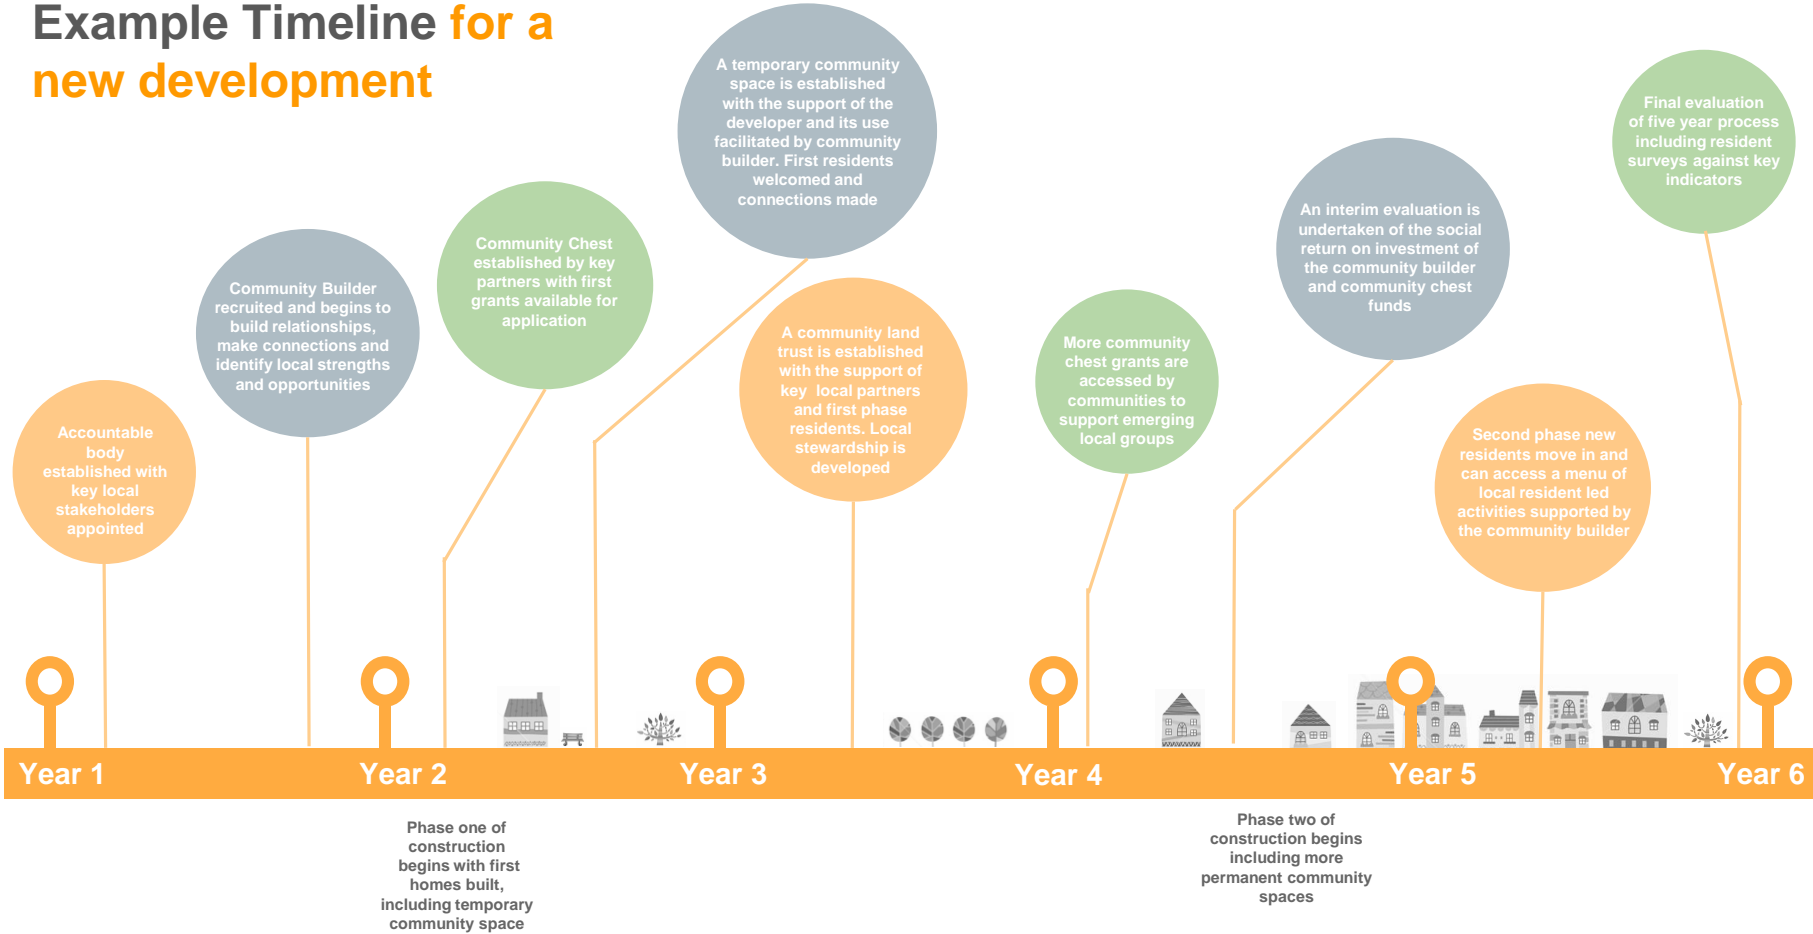 Example Timeline for a
new development
Accountable
body
established with
key local
stakeholders
appointed
Community Builder
recruited and begins to
build relationships,
make connections and
identify local strengths
and opportunities
Community Chest
established by key
partners with first
grants available for
application
A temporary community
space is established
with the support of the
developer and its use
facilitated by community
builder. First residents
welcomed and
connections made
A community land
trust is established
with the support of
key local partners
and first phase
residents. Local
stewardship is
developed
More community
chest grants are
accessed by
communities to
support emerging
local groups
An interim evaluation is
undertaken of the social
return on investment of
the community builder
and community chest
funds
Second phase new
residents move in and
can access a menu of
local resident led
activities supported by
the community builder
Final evaluation
of five year process
including resident
surveys against key
indicators
Year 1
Year 2
Year 3
Year 4
Year 5
Year 6
Phase one of
construction
begins with first
homes built,
including temporary
community space
Phase two of
construction begins
including more
permanent community
spaces